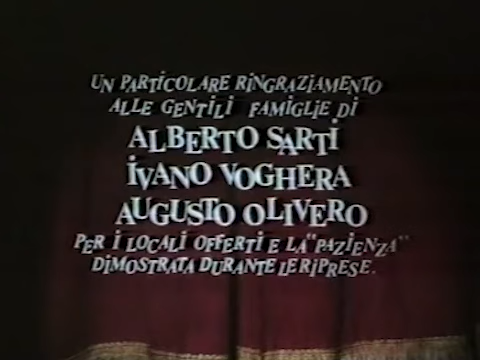 UN PARTICOLARE RINGRAZIAMENTO
ALLE GENTILI FAMIGLIE DI
ALBERTO SARTI
IVANO VOGHERA
AUGUSTO OLIVERO
PER I LOCALI OFFERTI E LA "PAZIENZA"
DIMOSTRATA DURANTE LE RIPRESE.